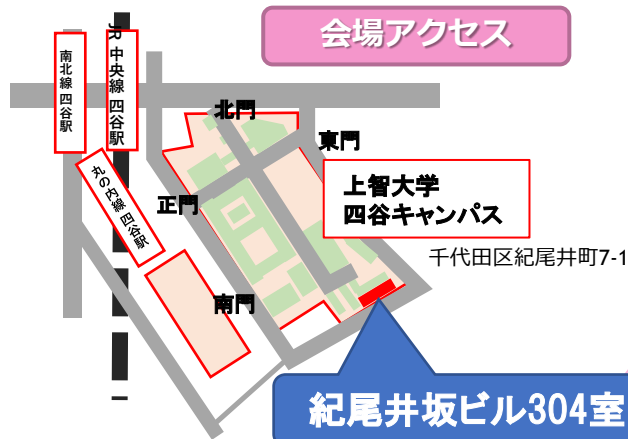 会場アクセス
南北線 四谷駅
JR 中央線 四谷駅
丸の内線 四谷駅
北門
東門
正門
南門
上智大学
四谷キャンパス
千代田区紀尾井町7-1
紀尾井坂ビル304室